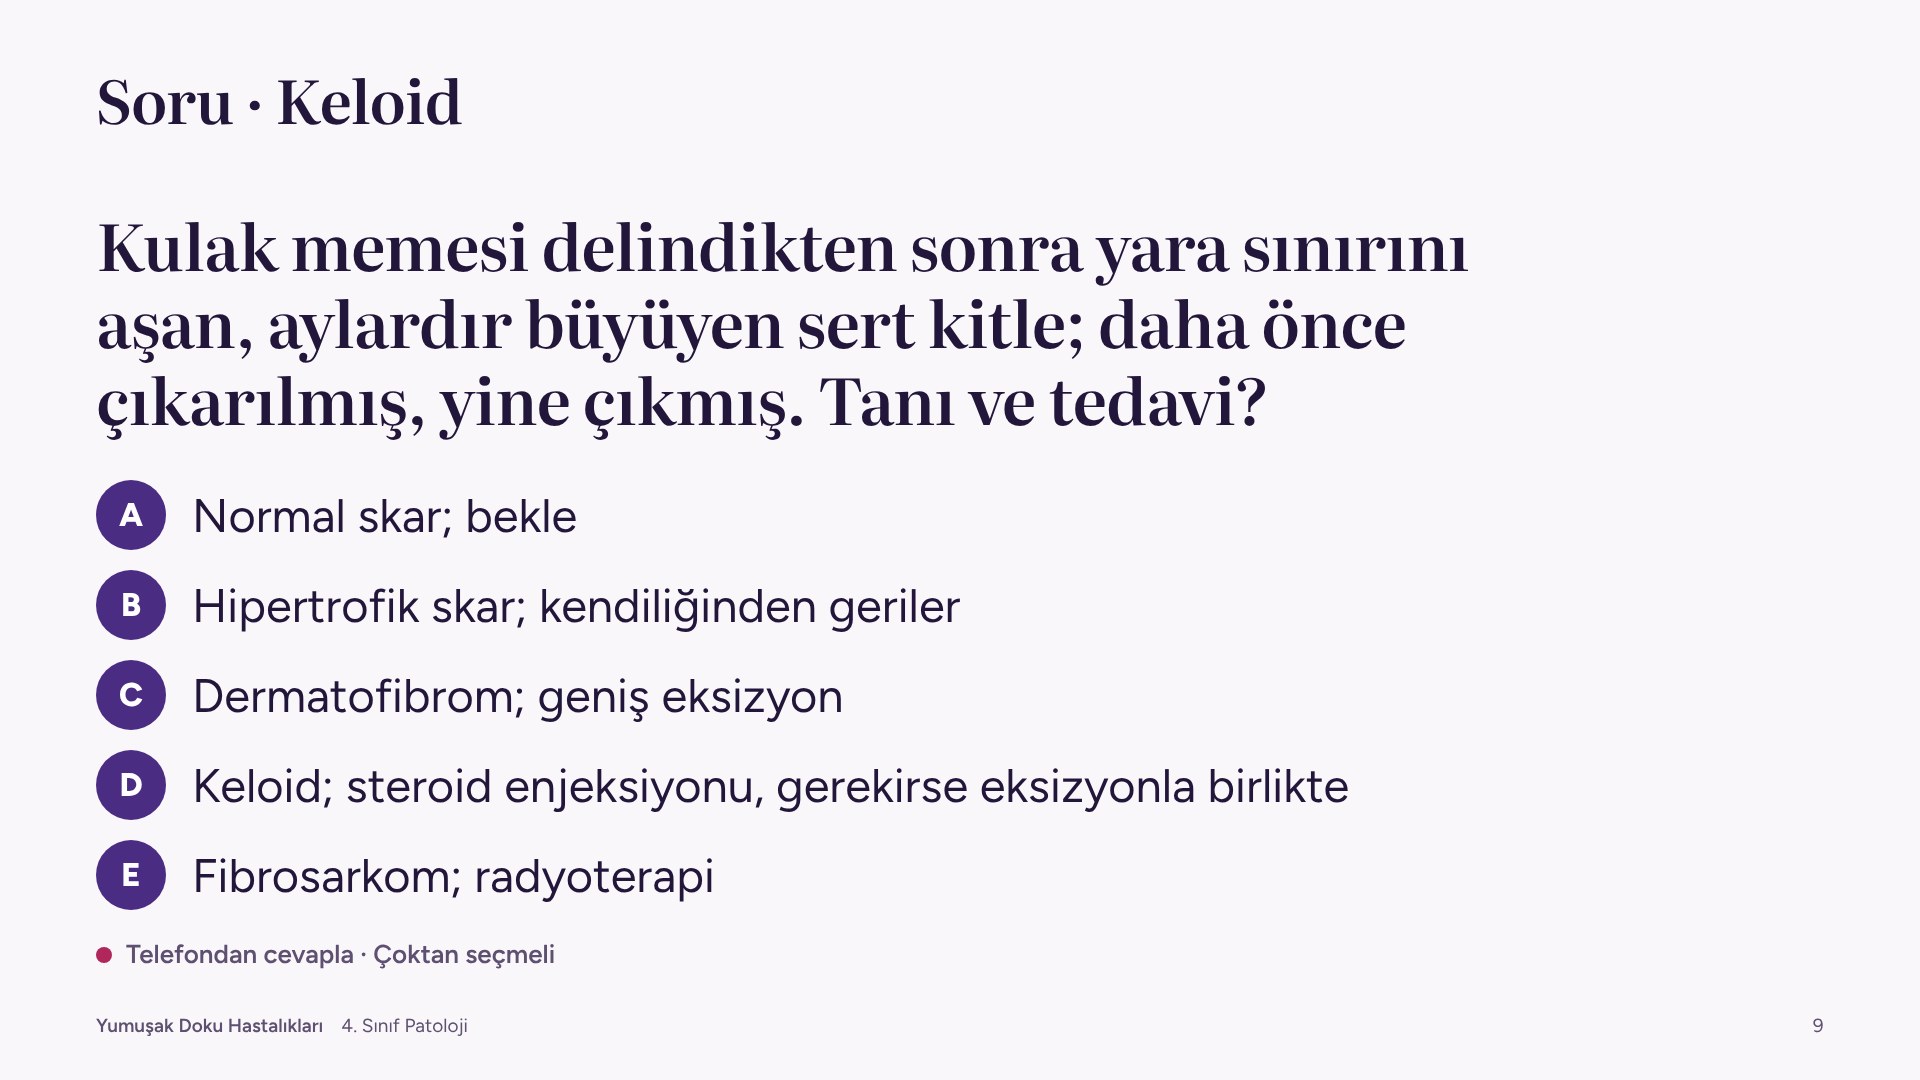 Soru · Keloid
Kulak memesi delindikten sonra yara sınırını
aşan, aylardır büyüyen sert kitle; daha önce
çıkarılmış, yine çıkmış. Tanı ve tedavi?
A Normal skar; bekle
B Hipertrofik skar; kendiliğinden geriler
C Dermatofibrom; geniş eksizyon
D Keloid; steroid enjeksiyonu, gerekirse eksizyonla birlikte
E Fibrosarkom; radyoterapi
Telefondan cevapla · Çoktan seçmeli
Yumuşak Doku Hastalıkları 4. Sınıf Patoloji 9